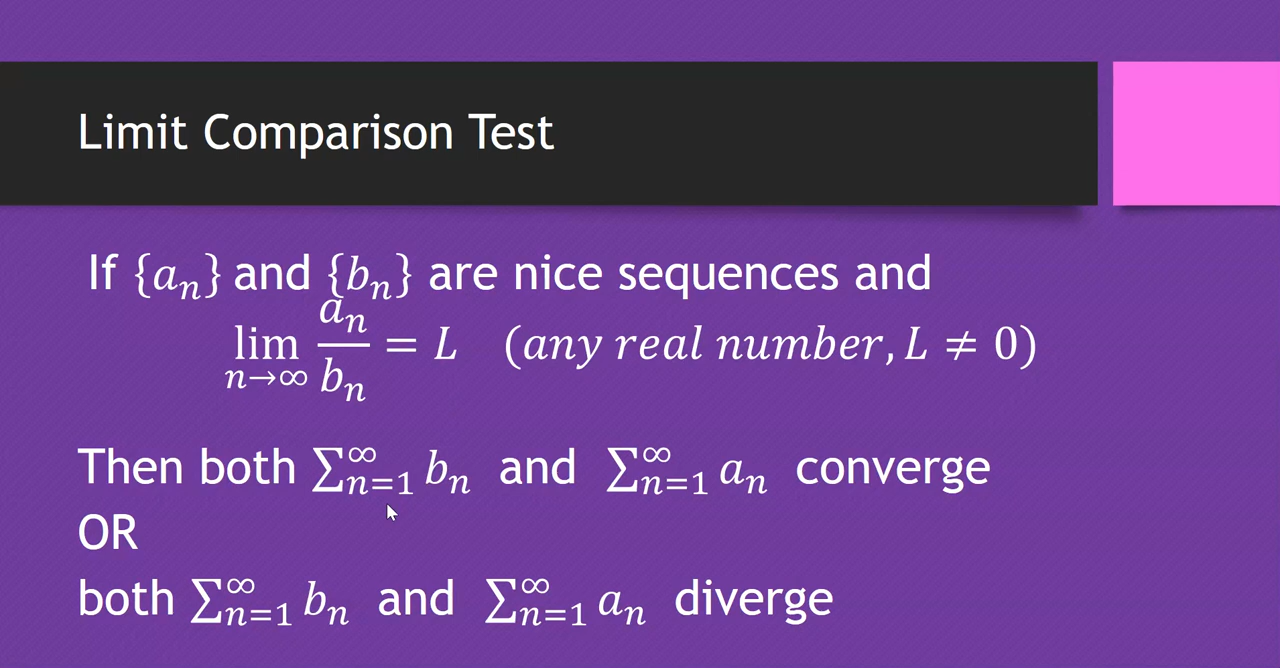 Limit Comparison Test
If {aₙ} and {bₙ} are nice sequences and
lim_{n→∞} aₙ/bₙ = L (any real number, L ≠ 0)
Then both ∑_{n=1}^{∞} bₙ and ∑_{n=1}^{∞} aₙ converge
OR
both ∑_{n=1}^{∞} bₙ and ∑_{n=1}^{∞} aₙ diverge